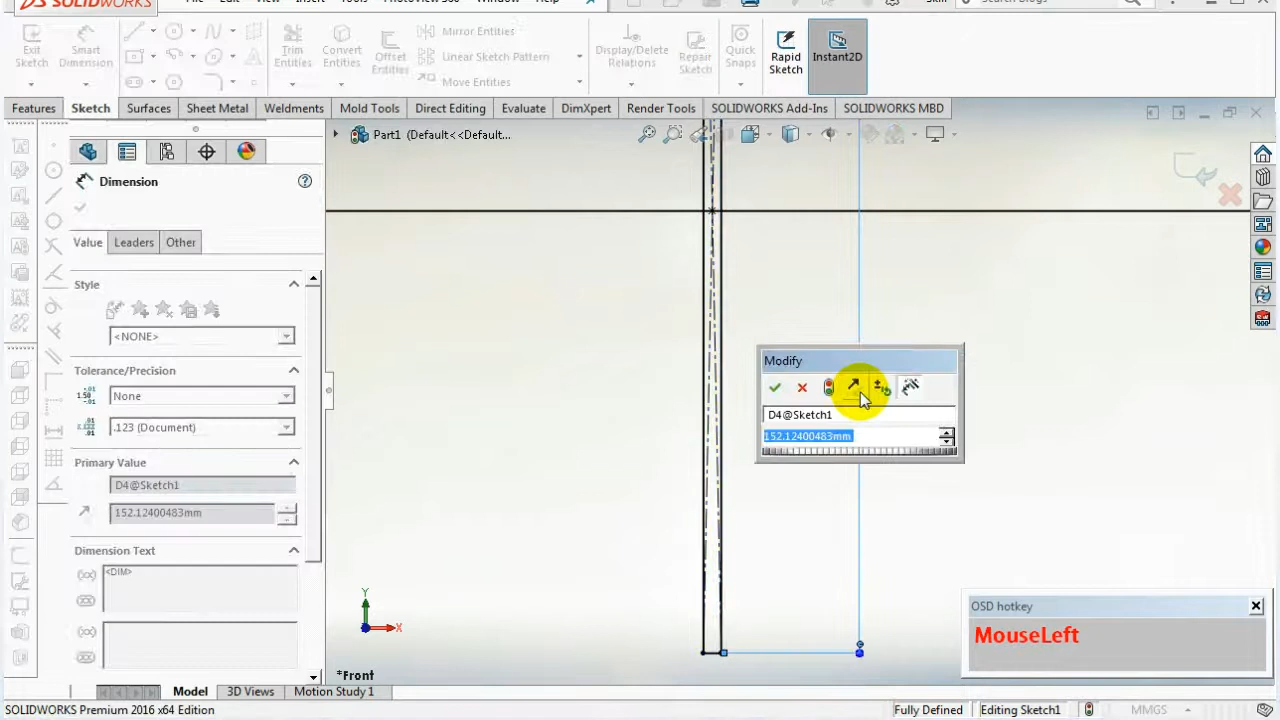 SOLIDWORKS
Insert
Tools
Window
Help
Exit
Sketch
Smart
Dimension
Trim
Entities
Convert
Entities
Offset
Entities
Mirror Entities
Linear Sketch Pattern
Move Entities
Display/Delete
Relations
Repair
Sketch
Quick
Snaps
Rapid
Sketch
Instant2D
Features
Sketch
Surfaces
Sheet Metal
Weldments
Mold Tools
Direct Editing
Evaluate
DimXpert
Render Tools
SOLIDWORKS Add-Ins
SOLIDWORKS MBD
Part1 (Default<<Default...
Dimension
Value
Leaders
Other
Style
<NONE>
Tolerance/Precision
None
.123 (Document)
Primary Value
D4@Sketch1
152.12400483mm
Dimension Text
<DIM>
Modify
D4@Sketch1
152.12400483mm
Y
X
*Front
OSD hotkey
MouseLeft
Model
3D Views
Motion Study 1
SOLIDWORKS Premium 2016 x64 Edition
Fully Defined
Editing Sketch1
MMGS